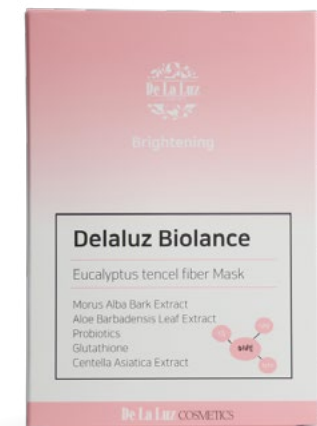 De La Luz
Brightening
Delaluz Biolance
Eucalyptus tencel fiber Mask
Morus Alba Bark Extract
Aloe Barbadensis Leaf Extract
Probiotics
Glutathione
Centella Asiatica Extract
De La Luz COSMETICS